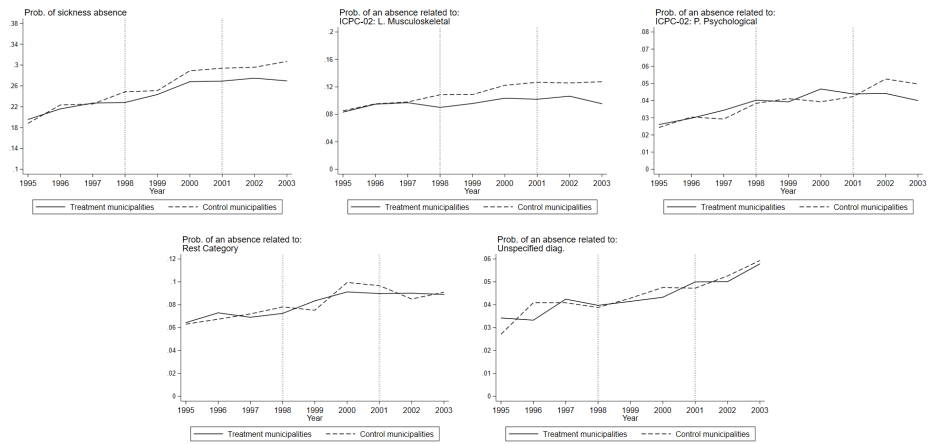 Prob. of sickness absence
.38
.34
.3
.26
.22
.18
.14
.1
1995 1996 1997 1998 1999 2000 2001 2002 2003
Year
Treatment municipalities Control municipalities
Prob. of an absence related to:
ICPC-02: L. Musculoskeletal
.2
.16
.12
.08
.04
0
1995 1996 1997 1998 1999 2000 2001 2002 2003
Year
Treatment municipalities Control municipalities
Prob. of an absence related to:
ICPC-02: P. Psychological
.08
.07
.06
.05
.04
.03
.02
.01
0
1995 1996 1997 1998 1999 2000 2001 2002 2003
Year
Treatment municipalities Control municipalities
Prob. of an absence related to:
Rest Category
.12
.1
.08
.06
.04
.02
0
1995 1996 1997 1998 1999 2000 2001 2002 2003
Year
Treatment municipalities Control municipalities
Prob. of an absence related to:
Unspecified diag.
.06
.05
.04
.03
.02
.01
0
1995 1996 1997 1998 1999 2000 2001 2002 2003
Year
Treatment municipalities Control municipalities